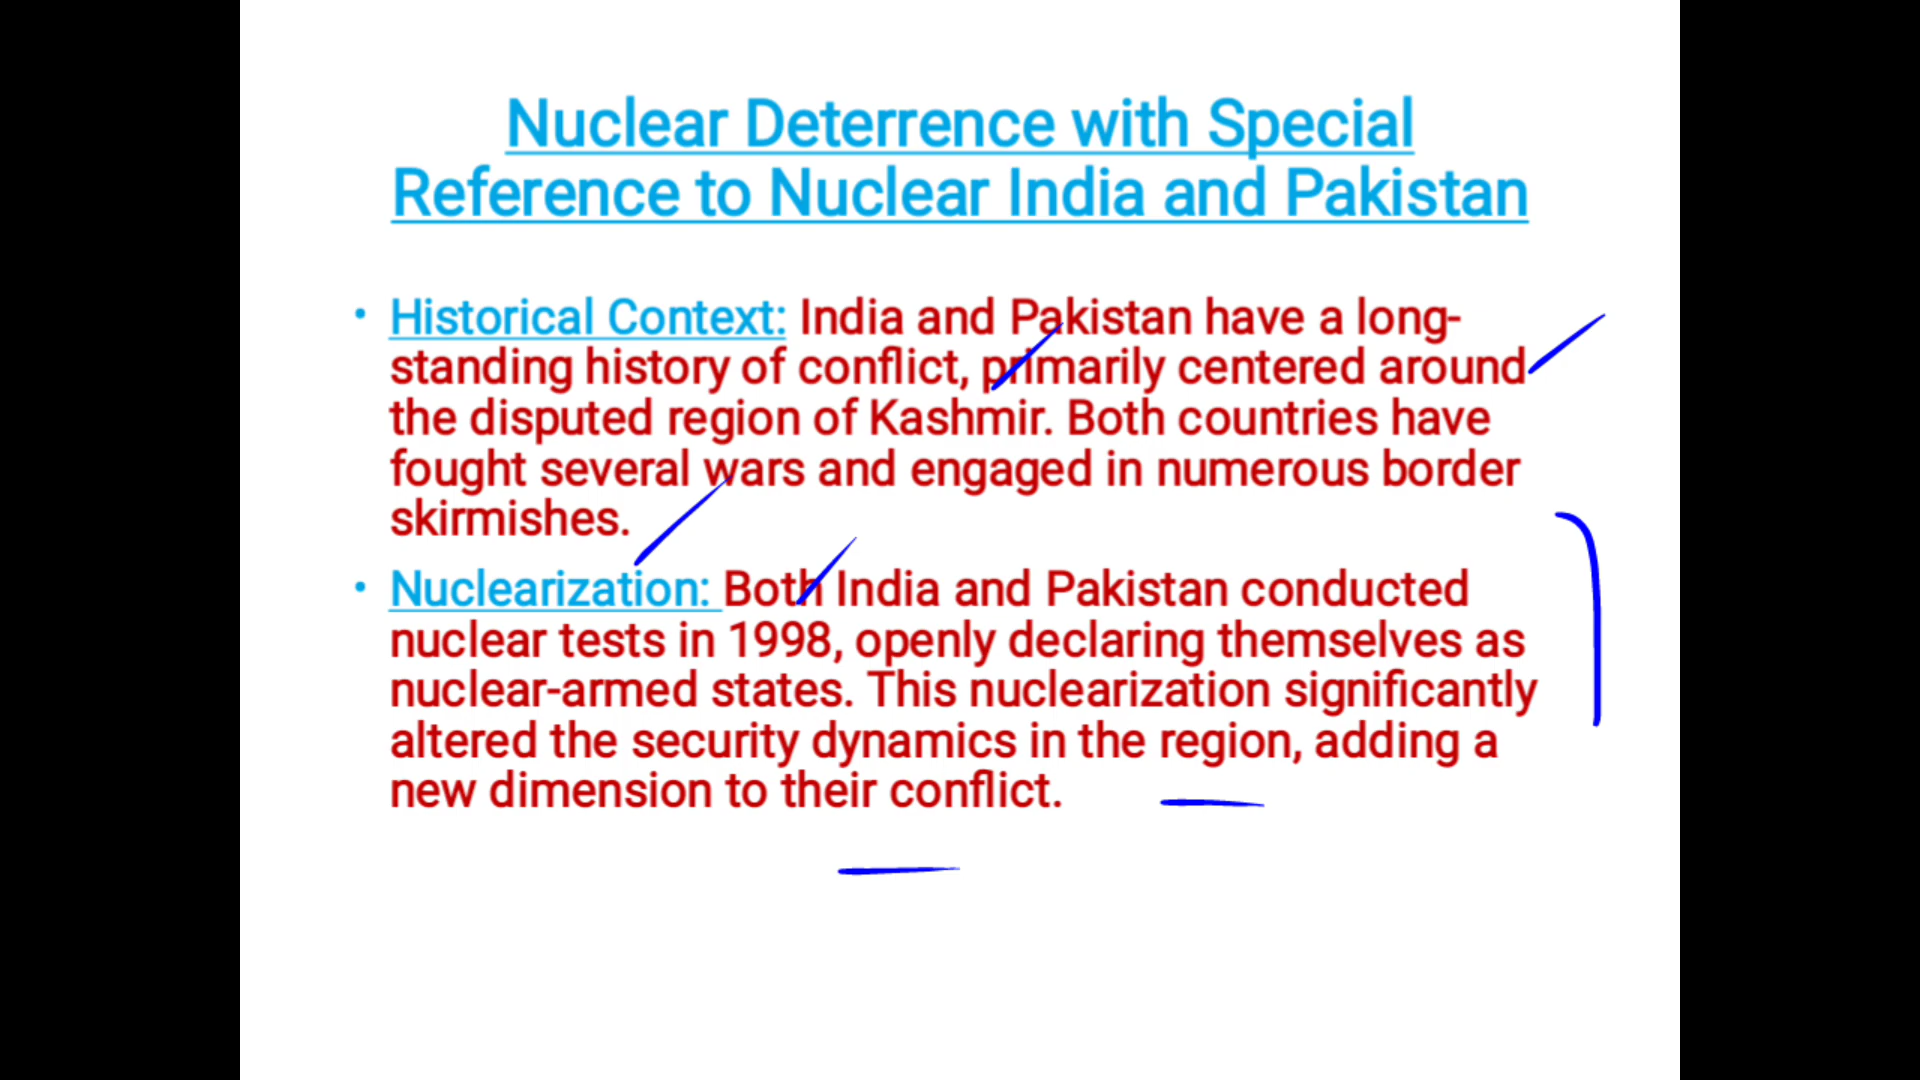 Nuclear Deterrence with Special
Reference to Nuclear India and Pakistan
• Historical Context: India and Pakistan have a long-
standing history of conflict, primarily centered around
the disputed region of Kashmir. Both countries have
fought several wars and engaged in numerous border
skirmishes.
• Nuclearization: Both India and Pakistan conducted
nuclear tests in 1998, openly declaring themselves as
nuclear-armed states. This nuclearization significantly
altered the security dynamics in the region, adding a
new dimension to their conflict.